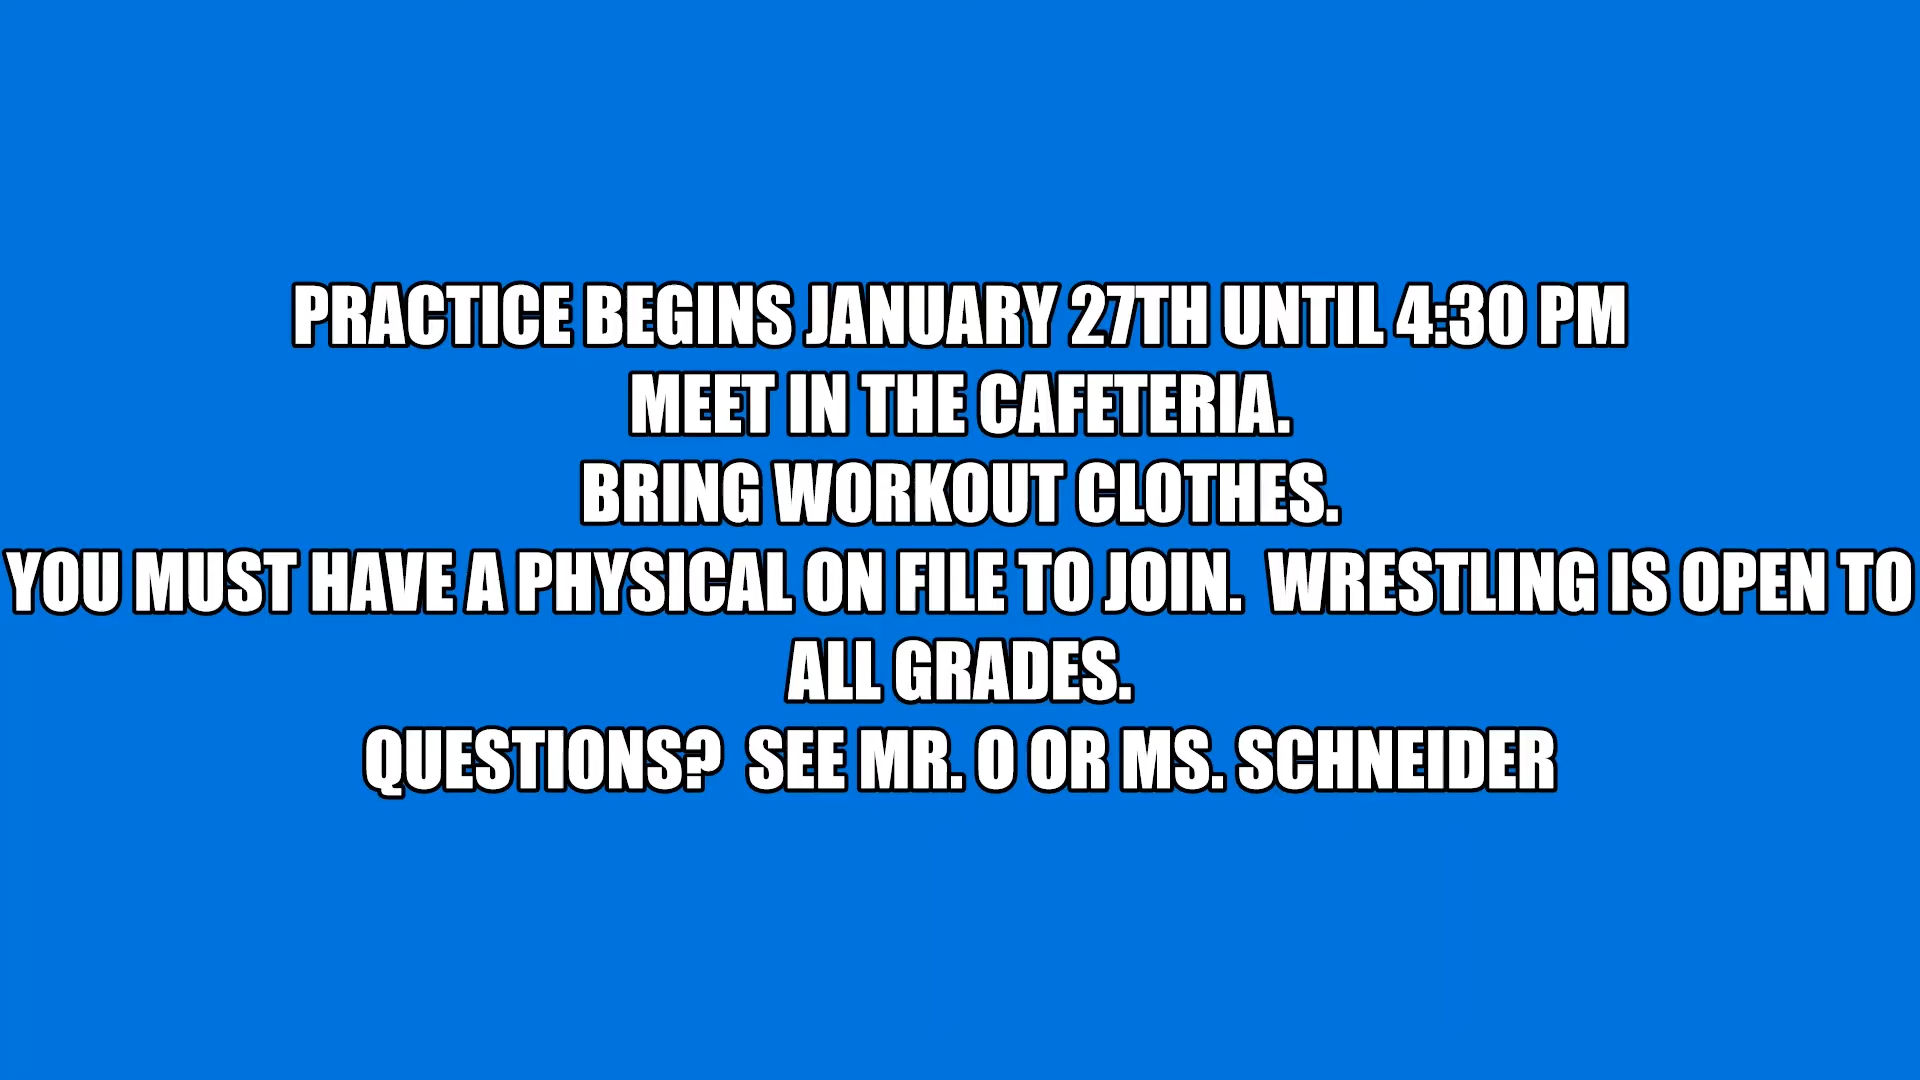 PRACTICE BEGINS JANUARY 27TH UNTIL 4:30 PM
MEET IN THE CAFETERIA.
BRING WORKOUT CLOTHES.
YOU MUST HAVE A PHYSICAL ON FILE TO JOIN.  WRESTLING IS OPEN TO
ALL GRADES.
QUESTIONS?  SEE MR. O OR MS. SCHNEIDER